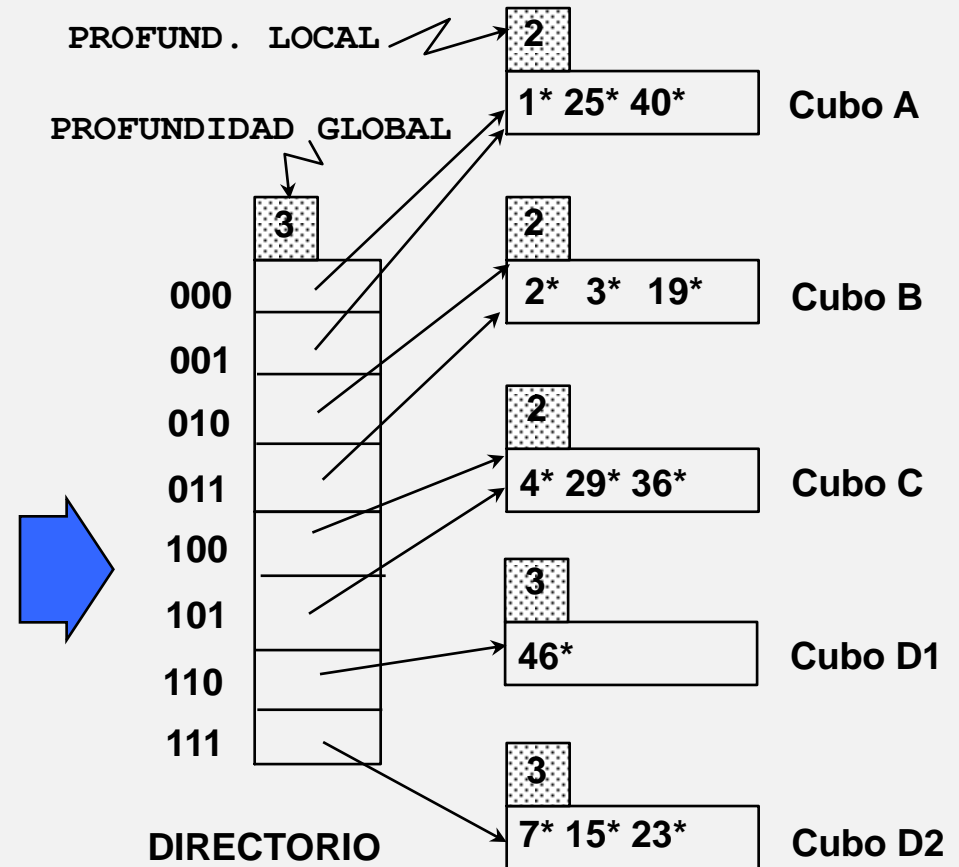 PROFUND. LOCAL
2
1* 25* 40*
Cubo A
PROFUNDIDAD GLOBAL
3
2
2* 3* 19*
Cubo B
000
001
010
011
100
101
110
111
2
4* 29* 36*
Cubo C
3
46*
Cubo D1
3
7* 15* 23*
Cubo D2
DIRECTORIO